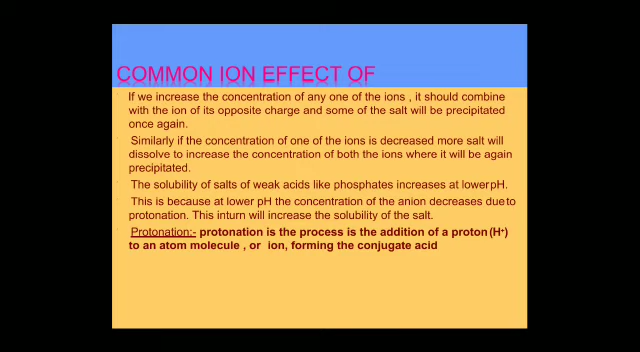 COMMON ION EFFECT OF
If we increase the concentration of any one of the ions , it should combine
with the ion of its opposite charge and some of the salt will be precipitated
once again.
Similarly if the concentration of one of the ions is decreased more salt will
dissolve to increase the concentration of both the ions where it will be again
precipitated.
The solubility of salts of weak acids like phosphates increases at lower pH.
This is because at lower pH the concentration of the anion decreases due to
protonation. This inturn will increase the solubility of the salt.
Protonation:- protonation is the process is the addition of a proton (H⁺)
to an atom molecule , or ion, forming the conjugate acid